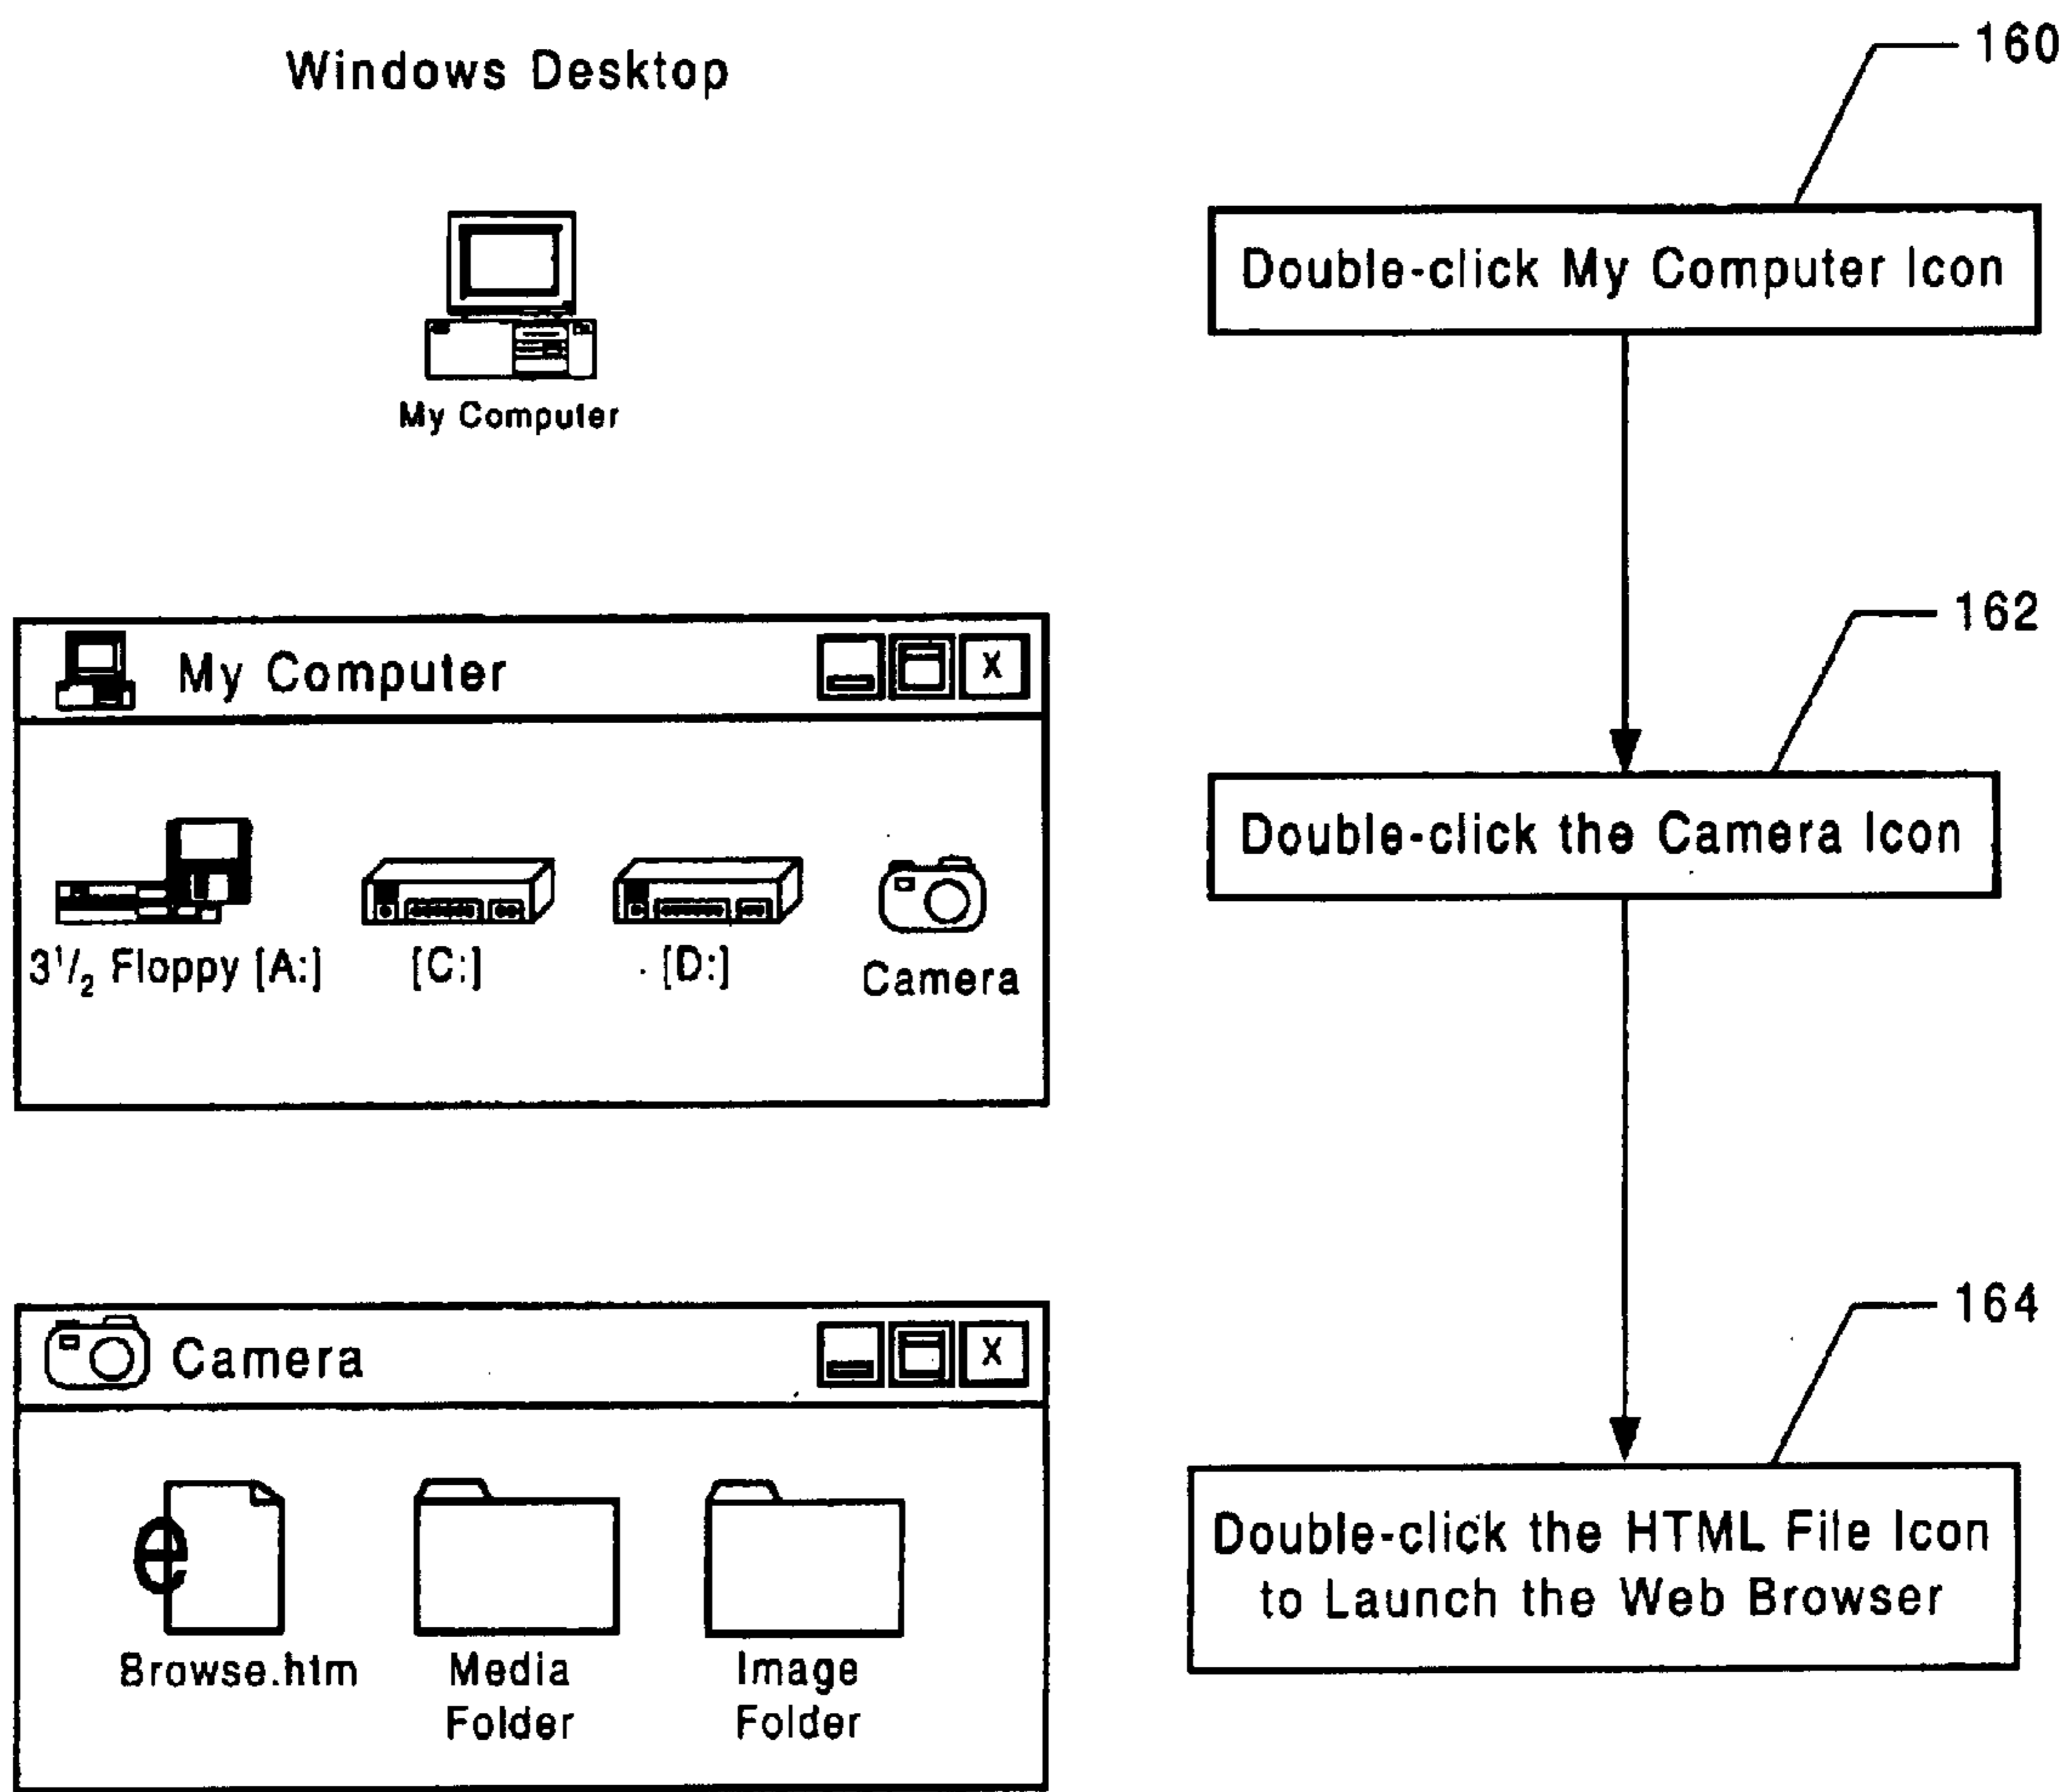 Windows Desktop
160
My Computer
Double-click My Computer Icon
162
My Computer
X
Double-click the Camera Icon
3 1/2 Floppy [A:]
[C:]
[D:]
Camera
164
Camera
X
Double-click the HTML File Icon
to Launch the Web Browser
Browse.htm
Media
Folder
Image
Folder